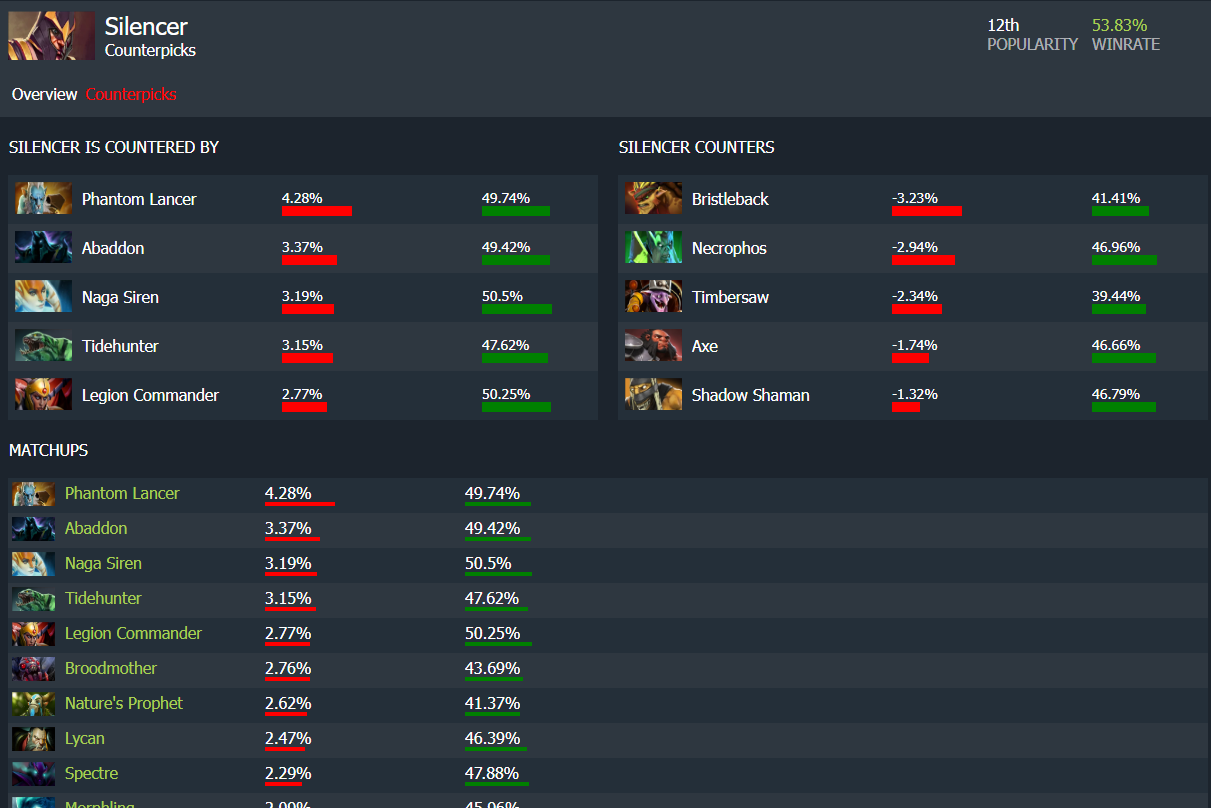 Silencer
Counterpicks
12th 53.83%
POPULARITY WINRATE
Overview Counterpicks
SILENCER IS COUNTERED BY
Phantom Lancer 4.28% 49.74%
Abaddon 3.37% 49.42%
Naga Siren 3.19% 50.5%
Tidehunter 3.15% 47.62%
Legion Commander 2.77% 50.25%
SILENCER COUNTERS
Bristleback -3.23% 41.41%
Necrophos -2.94% 46.96%
Timbersaw -2.34% 39.44%
Axe -1.74% 46.66%
Shadow Shaman -1.32% 46.79%
MATCHUPS
Phantom Lancer 4.28% 49.74%
Abaddon 3.37% 49.42%
Naga Siren 3.19% 50.5%
Tidehunter 3.15% 47.62%
Legion Commander 2.77% 50.25%
Broodmother 2.76% 43.69%
Nature's Prophet 2.62% 41.37%
Lycan 2.47% 46.39%
Spectre 2.29% 47.88%
Morphling 2.09% 45.96%